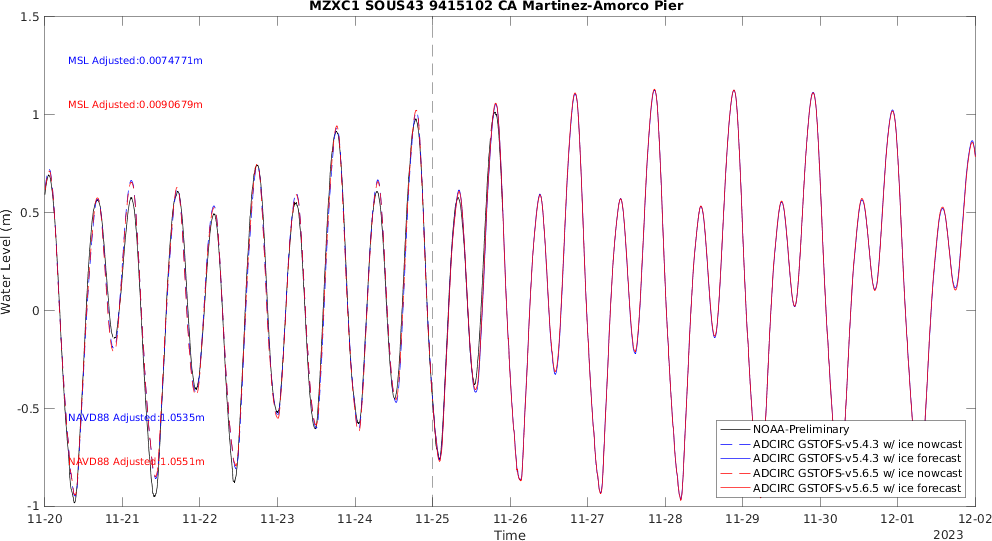 MZXC1 SOUS43 9415102 CA Martinez-Amorco Pier
1.5
MSL Adjusted:0.0074771m
MSL Adjusted:0.0090679m
1
0.5
Water Level (m)
0
-0.5
NAVD88 Adjusted:1.0535m
NAVD88 Adjusted:1.0551m
-1
NOAA-Preliminary
ADCIRC GSTOFS-v5.4.3 w/ ice nowcast
ADCIRC GSTOFS-v5.4.3 w/ ice forecast
ADCIRC GSTOFS-v5.6.5 w/ ice nowcast
ADCIRC GSTOFS-v5.6.5 w/ ice forecast
11-20 11-21 11-22 11-23 11-24 11-25 11-26 11-27 11-28 11-29 11-30 12-01 12-02
Time
2023